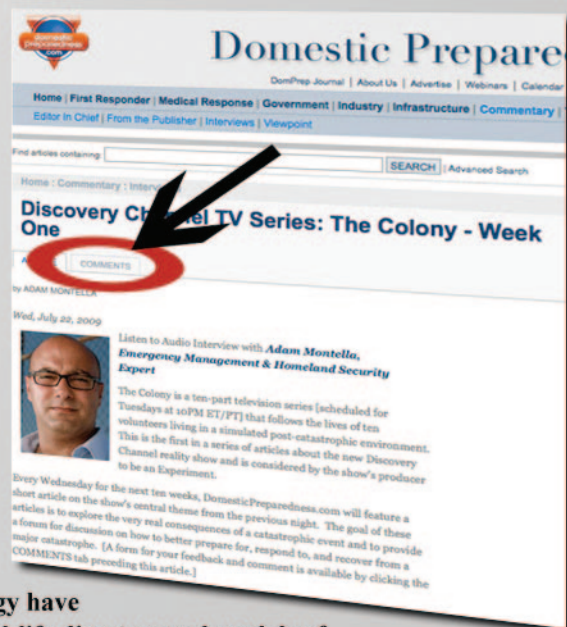 domestic
preparedness
.com
Domestic Prepare
DomPrep Journal | About Us | Advertise | Webinars | Calendar
Home | First Responder | Medical Response | Government | Industry | Infrastructure | Commentary |
Editor In Chief | From the Publisher | Interviews | Viewpoint
Find articles containing: SEARCH | Advanced Search
Home : Commentary : Interv
Discovery Ch nel TV Series: The Colony - Week
One
A COMMENTS
by ADAM MONTELLA
Wed, July 22, 2009
Listen to Audio Interview with Adam Montella,
Emergency Management & Homeland Security
Expert
The Colony is a ten-part television series [scheduled for
Tuesdays at 10PM ET/PT] that follows the lives of ten
volunteers living in a simulated post-catastrophic environment.
This is the first in a series of articles about the new Discovery
Channel reality show and is considered by the show's producer
to be an Experiment.
Every Wednesday for the next ten weeks, DomesticPreparedness.com will feature a
short article on the show's central theme from the previous night. The goal of these
articles is to explore the very real consequences of a catastrophic event and to provide
a forum for discussion on how to better prepare for, respond to, and recover from a
major catastrophe. [A form for your feedback and comment is available by clicking the
COMMENTS tab preceding this article.]
gy have